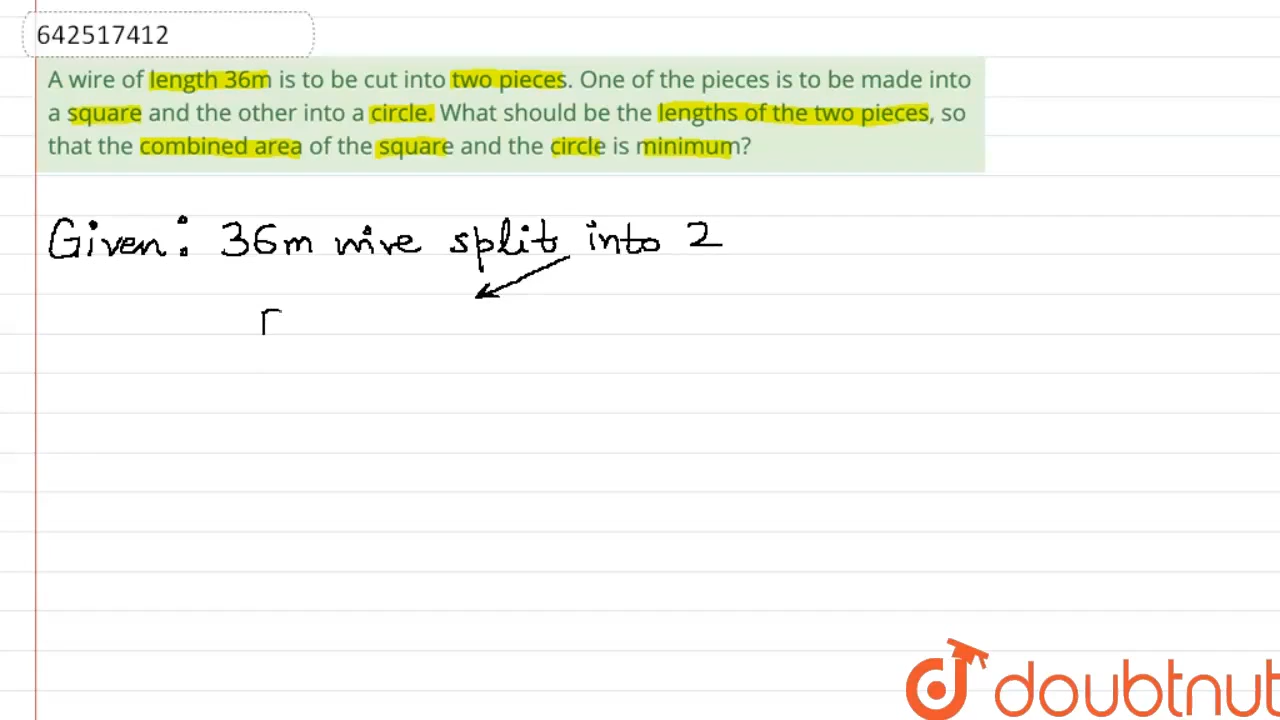 642517412
A wire of length 36m is to be cut into two pieces. One of the pieces is to be made into
a square and the other into a circle. What should be the lengths of the two pieces, so
that the combined area of the square and the circle is minimum?
Given: 36m wire split into 2
doubtnut